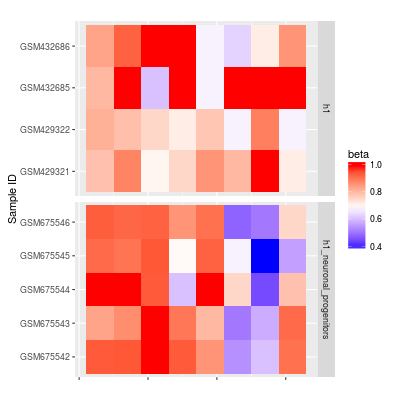 Sample ID
GSM432686
GSM432685
GSM429322
GSM429321
h1
GSM675546
GSM675545
GSM675544
GSM675543
GSM675542
h1_neuronal_progenitors
beta
1.0
0.8
0.6
0.4